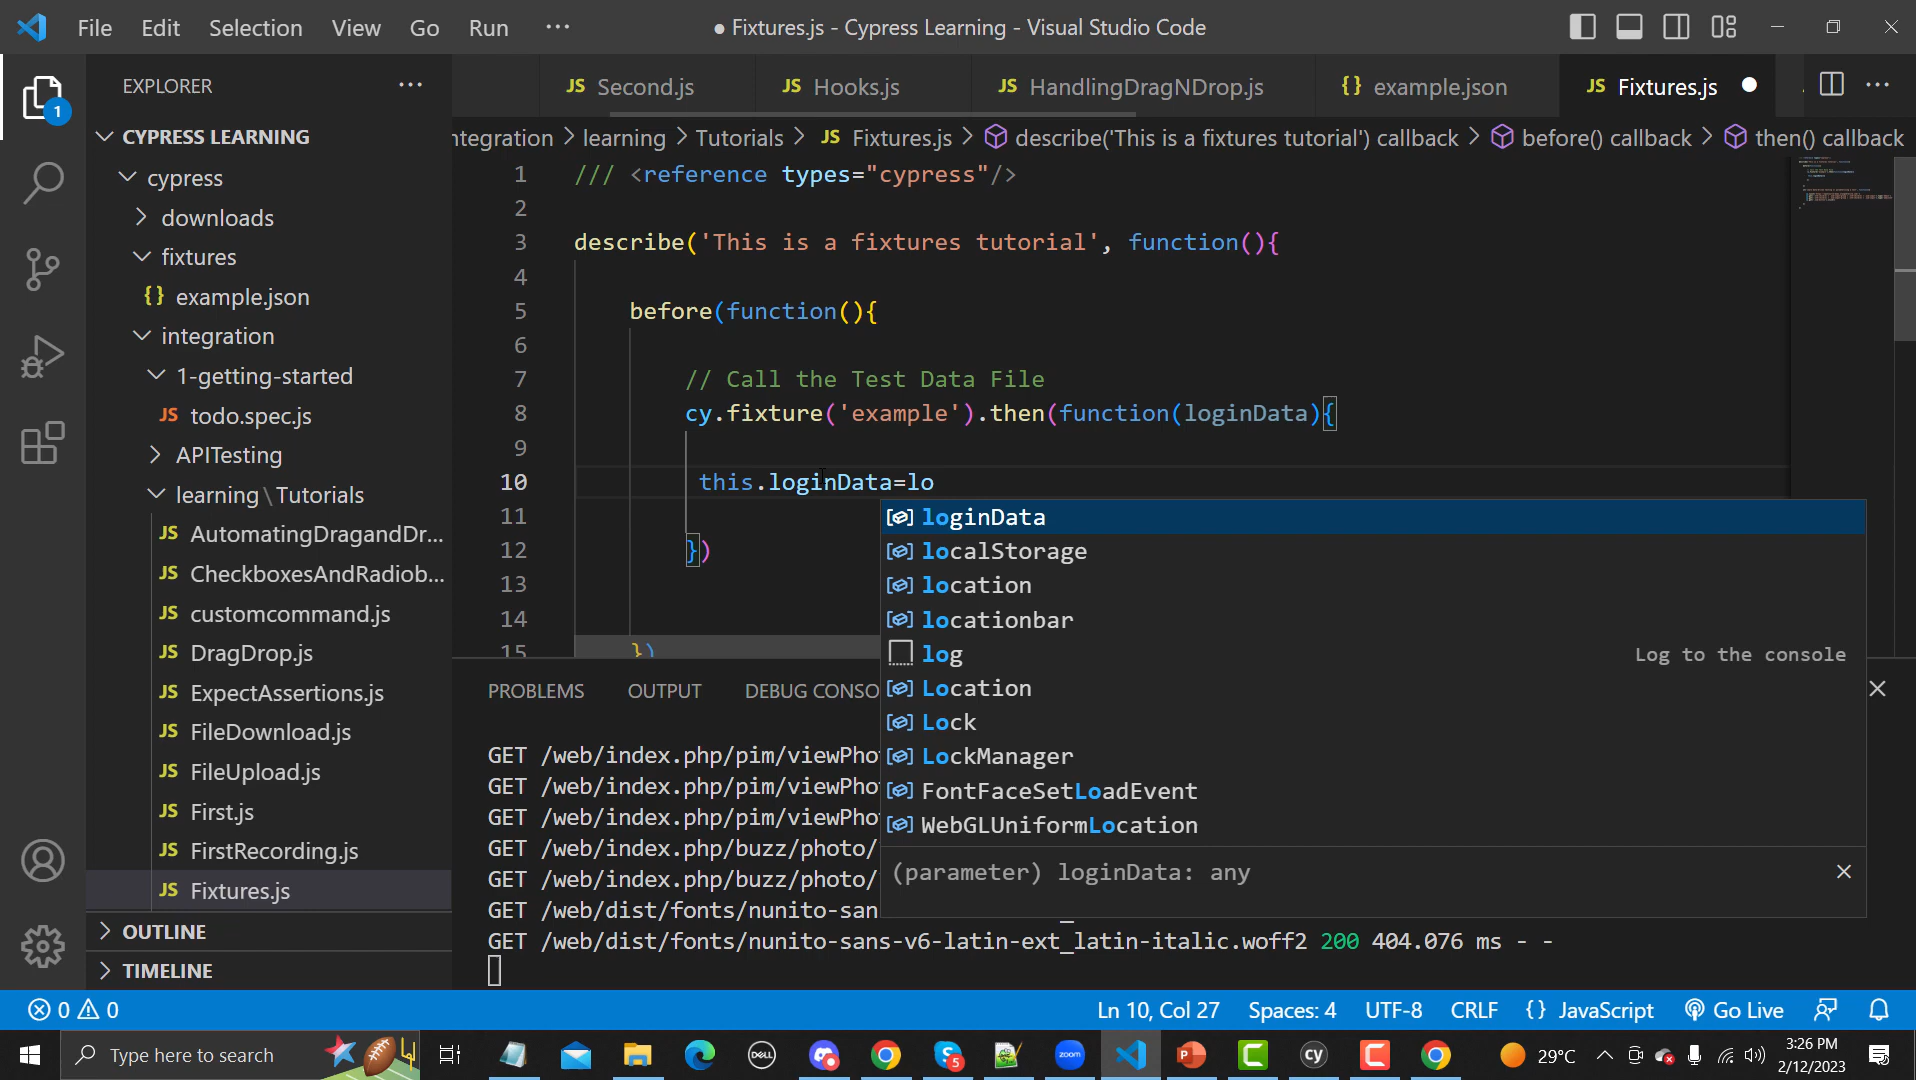 File Edit Selection View Go Run ··· ● Fixtures.js - Cypress Learning - Visual Studio Code
EXPLORER ···
JS Second.js JS Hooks.js JS HandlingDragNDrop.js {} example.json JS Fixtures.js ● ···
ntegration > learning > Tutorials > JS Fixtures.js > describe('This is a fixtures tutorial') callback > before() callback > then() callback
1
CYPRESS LEARNING
cypress
downloads
fixtures
{} example.json
integration
1-getting-started
JS todo.spec.js
APITesting
learning\Tutorials
JS AutomatingDragandDr...
JS CheckboxesAndRadiob...
JS customcommand.js
JS DragDrop.js
JS ExpectAssertions.js
JS FileDownload.js
JS FileUpload.js
JS First.js
JS FirstRecording.js
JS Fixtures.js
OUTLINE
TIMELINE
1 /// <reference types="cypress"/>
2
3 describe('This is a fixtures tutorial', function(){
4
5 before(function(){
6
7 // Call the Test Data File
8 cy.fixture('example').then(function(loginData){
9
10 this.loginData=lo
11
12 })
13
14
15 })
loginData
localStorage
location
locationbar
log Log to the console
Location
Lock
LockManager
FontFaceSetLoadEvent
WebGLUniformLocation
(parameter) loginData: any
PROBLEMS OUTPUT DEBUG CONSO
GET /web/index.php/pim/viewPho
GET /web/index.php/pim/viewPho
GET /web/index.php/pim/viewPho
GET /web/index.php/buzz/photo/
GET /web/index.php/buzz/photo/
GET /web/dist/fonts/nunito-san
GET /web/dist/fonts/nunito-sans-v6-latin-ext_latin-italic.woff2 200 404.076 ms - -
0 0 Ln 10, Col 27 Spaces: 4 UTF-8 CRLF {} JavaScript Go Live
Type here to search DELL 5 zoom cy 29°C 3:26 PM
2/12/2023